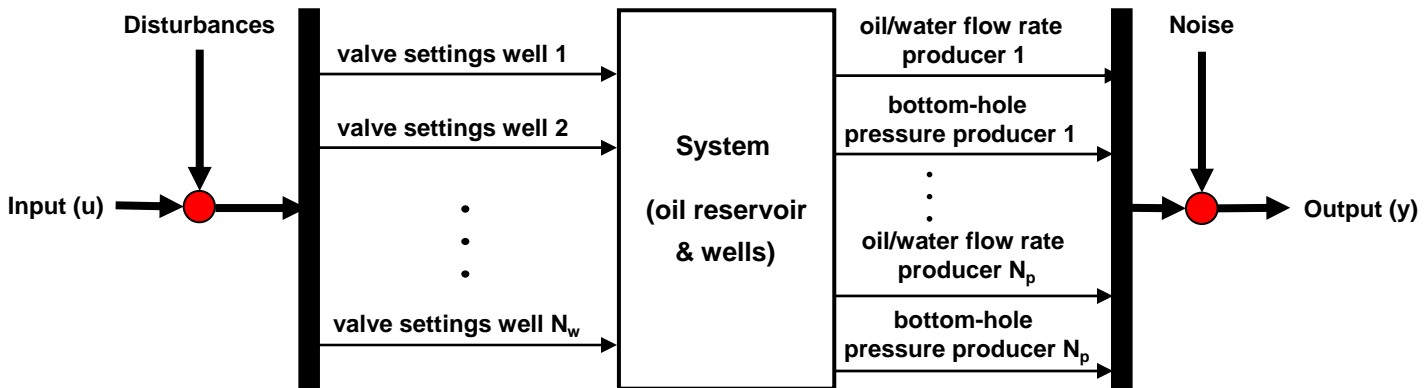 Disturbances
Input (u)
valve settings well 1
valve settings well 2
valve settings well Nw
System
(oil reservoir
& wells)
oil/water flow rate
producer 1
bottom-hole
pressure producer 1
oil/water flow rate
producer Np
bottom-hole
pressure producer Np
Noise
Output (y)